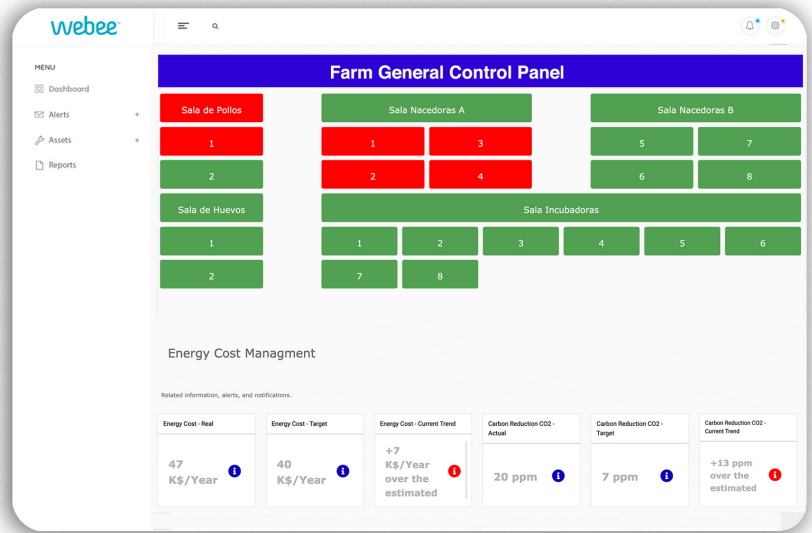 webee
MENU
Dashboard
Alerts +
Assets +
Reports
Farm General Control Panel
Sala de Pollos
Sala Nacedoras A
Sala Nacedoras B
1
1
3
5
7
2
2
4
6
8
Sala de Huevos
Sala Incubadoras
1
1
2
3
4
5
6
2
7
8
Energy Cost Managment
Related information, alerts, and notifications.
Energy Cost - Real
47
K$/Year
Energy Cost - Target
40
K$/Year
Energy Cost - Current Trend
+7
K$/Year
over the
estimated
Carbon Reduction CO2 -
Actual
20 ppm
Carbon Reduction CO2 -
Target
7 ppm
Carbon Reduction CO2 -
Current Trend
+13 ppm
over the
estimated